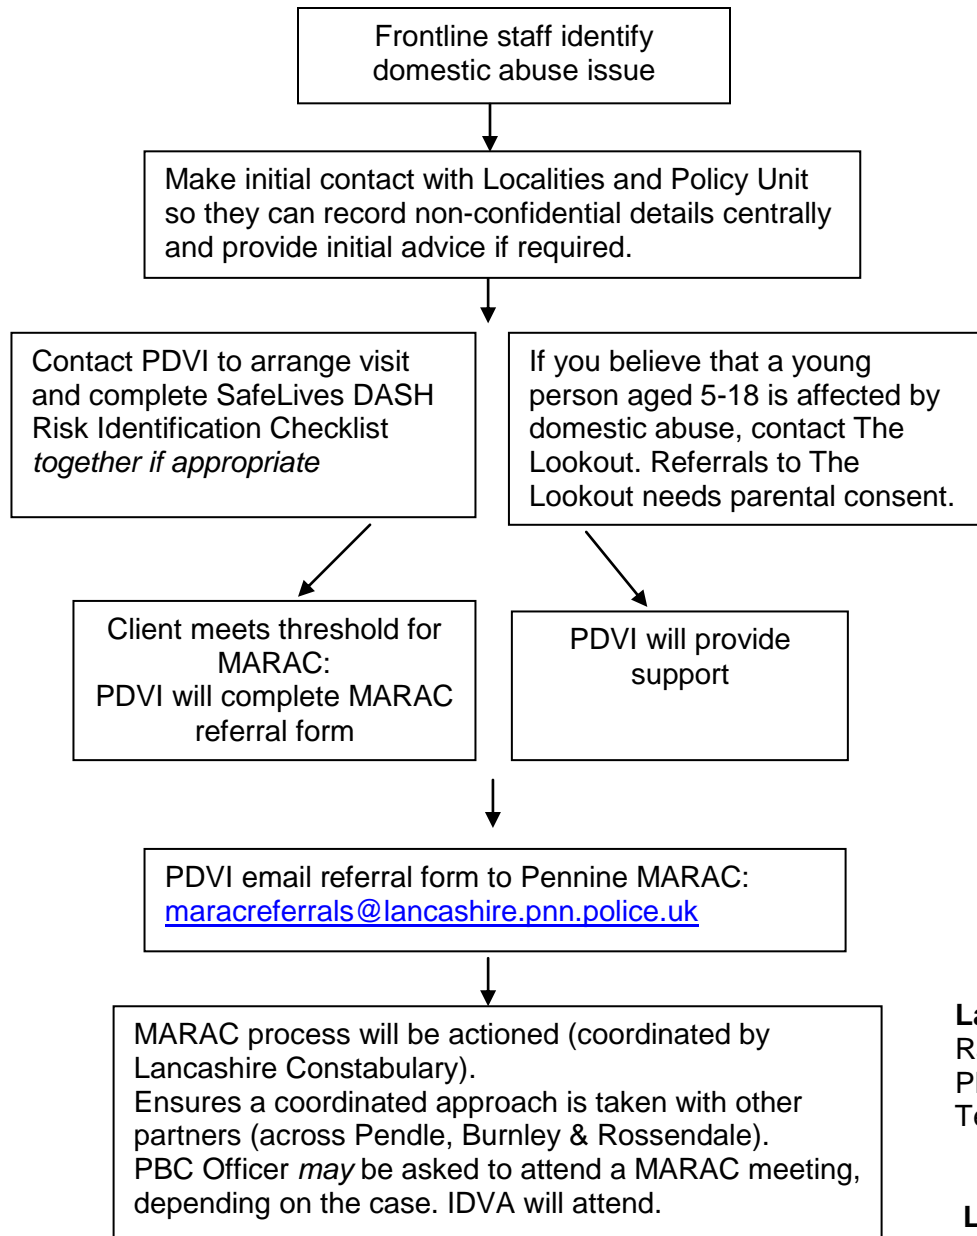 Frontline staff identify
domestic abuse issue
Make initial contact with Localities and Policy Unit
so they can record non-confidential details centrally
and provide initial advice if required.
Contact PDVI to arrange visit
and complete SafeLives DASH
Risk Identification Checklist
together if appropriate
If you believe that a young
person aged 5-18 is affected by
domestic abuse, contact The
Lookout. Referrals to The
Lookout needs parental consent.
Client meets threshold for
MARAC:
PDVI will complete MARAC
referral form
PDVI will provide
support
PDVI email referral form to Pennine MARAC:
maracreferrals@lancashire.pnn.police.uk
MARAC process will be actioned (coordinated by
Lancashire Constabulary).
Ensures a coordinated approach is taken with other
partners (across Pendle, Burnley & Rossendale).
PBC Officer may be asked to attend a MARAC meeting,
depending on the case. IDVA will attend.